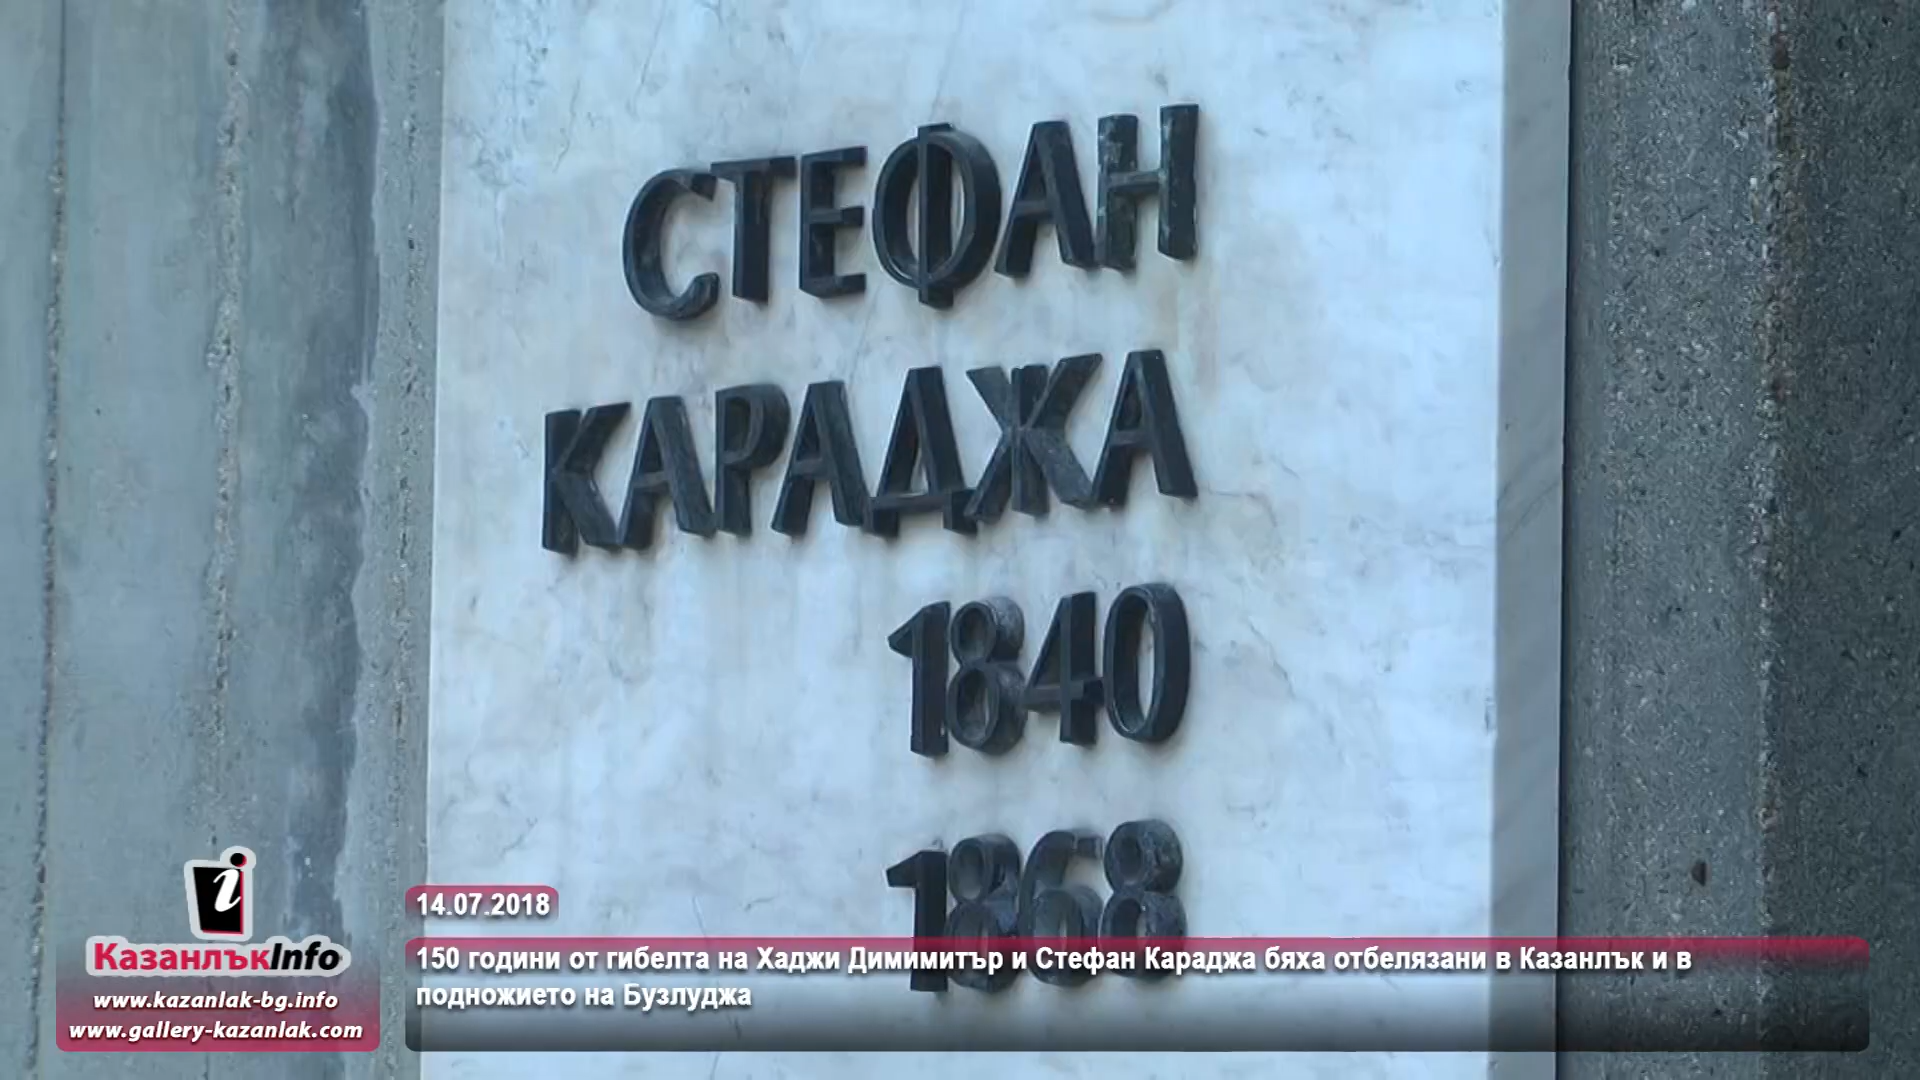 СТЕФАН
КАРАДЖА
1840
1868
14.07.2018
150 години от гибелта на Хаджи Димимитър и Стефан Караджа бяха отбелязани в Казанлък и в
подножието на Бузлуджа
i
КазанлъкInfo
www.kazanlak-bg.info
www.gallery-kazanlak.com